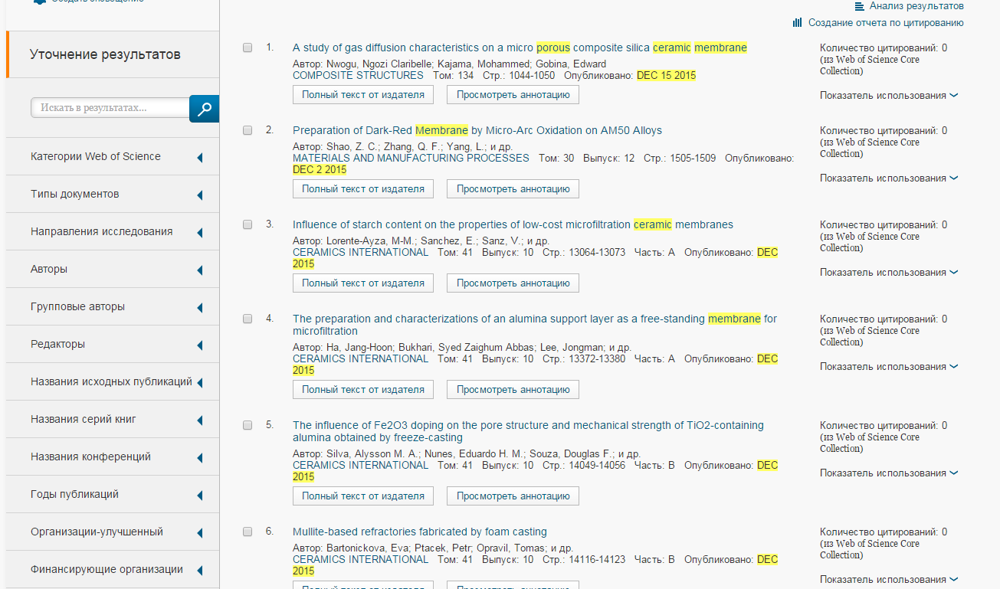 Создать оповещение
Уточнение результатов
Искать в результатах...
Категории Web of Science
Типы документов
Направления исследования
Авторы
Групповые авторы
Редакторы
Названия исходных публикаций
Названия серий книг
Названия конференций
Годы публикаций
Организации-улучшенный
Финансирующие организации
Анализ результатов
Создание отчета по цитированию
1. A study of gas diffusion characteristics on a micro porous composite silica ceramic membrane
Автор: Nwogu, Ngozi Claribelle; Kajama, Mohammed; Gobina, Edward
COMPOSITE STRUCTURES Том: 134 Стр.: 1044-1050 Опубликовано: DEC 15 2015
Полный текст от издателя Просмотреть аннотацию
Количество цитирований: 0
(из Web of Science Core
Collection)
Показатель использования
2. Preparation of Dark-Red Membrane by Micro-Arc Oxidation on AM50 Alloys
Автор: Shao, Z. C.; Zhang, Q. F.; Yang, L.; и др.
MATERIALS AND MANUFACTURING PROCESSES Том: 30 Выпуск: 12 Стр.: 1505-1509 Опубликовано:
DEC 2 2015
Полный текст от издателя Просмотреть аннотацию
Количество цитирований: 0
(из Web of Science Core
Collection)
Показатель использования
3. Influence of starch content on the properties of low-cost microfiltration ceramic membranes
Автор: Lorente-Ayza, M-M.; Sanchez, E.; Sanz, V.; и др.
CERAMICS INTERNATIONAL Том: 41 Выпуск: 10 Стр.: 13064-13073 Часть: A Опубликовано: DEC
2015
Полный текст от издателя Просмотреть аннотацию
Количество цитирований: 0
(из Web of Science Core
Collection)
Показатель использования
4. The preparation and characterizations of an alumina support layer as a free-standing membrane for
microfiltration
Автор: Ha, Jang-Hoon; Bukhari, Syed Zaighum Abbas; Lee, Jongman; и др.
CERAMICS INTERNATIONAL Том: 41 Выпуск: 10 Стр.: 13372-13380 Часть: A Опубликовано: DEC
2015
Полный текст от издателя Просмотреть аннотацию
Количество цитирований: 0
(из Web of Science Core
Collection)
Показатель использования
5. The influence of Fe2O3 doping on the pore structure and mechanical strength of TiO2-containing
alumina obtained by freeze-casting
Автор: Silva, Alysson M. A.; Nunes, Eduardo H. M.; Souza, Douglas F.; и др.
CERAMICS INTERNATIONAL Том: 41 Выпуск: 10 Стр.: 14049-14056 Часть: B Опубликовано: DEC
2015
Полный текст от издателя Просмотреть аннотацию
Количество цитирований: 0
(из Web of Science Core
Collection)
Показатель использования
6. Mullite-based refractories fabricated by foam casting
Автор: Bartonickova, Eva; Ptacek, Petr; Opravil, Tomas; и др.
CERAMICS INTERNATIONAL Том: 41 Выпуск: 10 Стр.: 14116-14123 Часть: B Опубликовано: DEC
2015
Полный текст от издателя Просмотреть аннотацию
Количество цитирований: 0
(из Web of Science Core
Collection)
Показатель использования